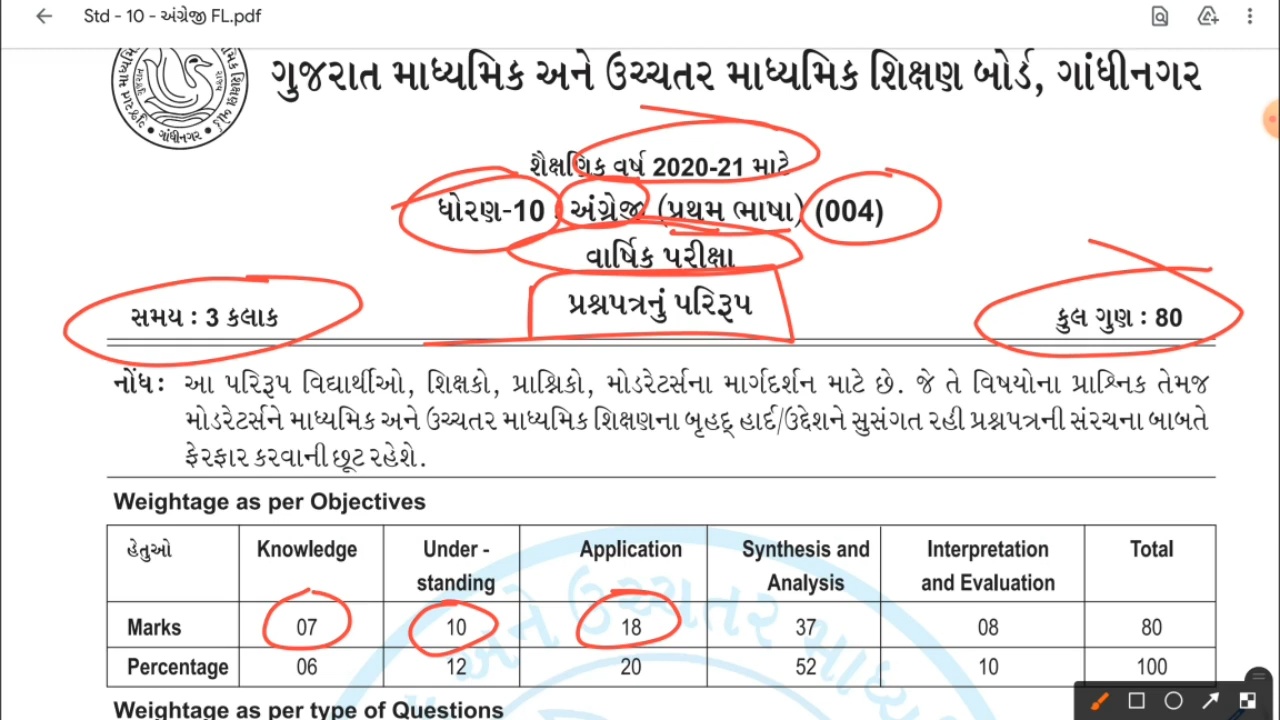 Std - 10 - અંગ્રેજી FL.pdf
ગુજરાત માધ્યમિક અને ઉચ્ચતર માધ્યમિક શિક્ષણ બોર્ડ, ગાંધીનગર
ગાંધીનગર
શૈક્ષણિક વર્ષ 2020-21 માટે
ધોરણ-10 અંગ્રેજી (પ્રથમ ભાષા) (004)
વાર્ષિક પરીક્ષા
સમય : 3 કલાક પ્રશ્નપત્રનું પરિરૂપ કુલ ગુણ : 80
નોંધ : આ પરિરૂપ વિદ્યાર્થીઓ, શિક્ષકો, પ્રાશ્નિકો, મોડરેટર્સના માર્ગદર્શન માટે છે. જે તે વિષયોના પ્રાશ્નિક તેમજ
મોડરેટર્સને માધ્યમિક અને ઉચ્ચતર માધ્યમિક શિક્ષણના બૃહદ્ હાર્દ/ઉદ્દેશને સુસંગત રહી પ્રશ્નપત્રની સંરચના બાબતે
ફેરફાર કરવાની છૂટ રહેશે.
Weightage as per Objectives
હેતુઓ Knowledge Under - standing Application Synthesis and Analysis Interpretation and Evaluation Total
Marks 07 10 18 37 08 80
Percentage 06 12 20 52 10 100
Weightage as per type of Questions